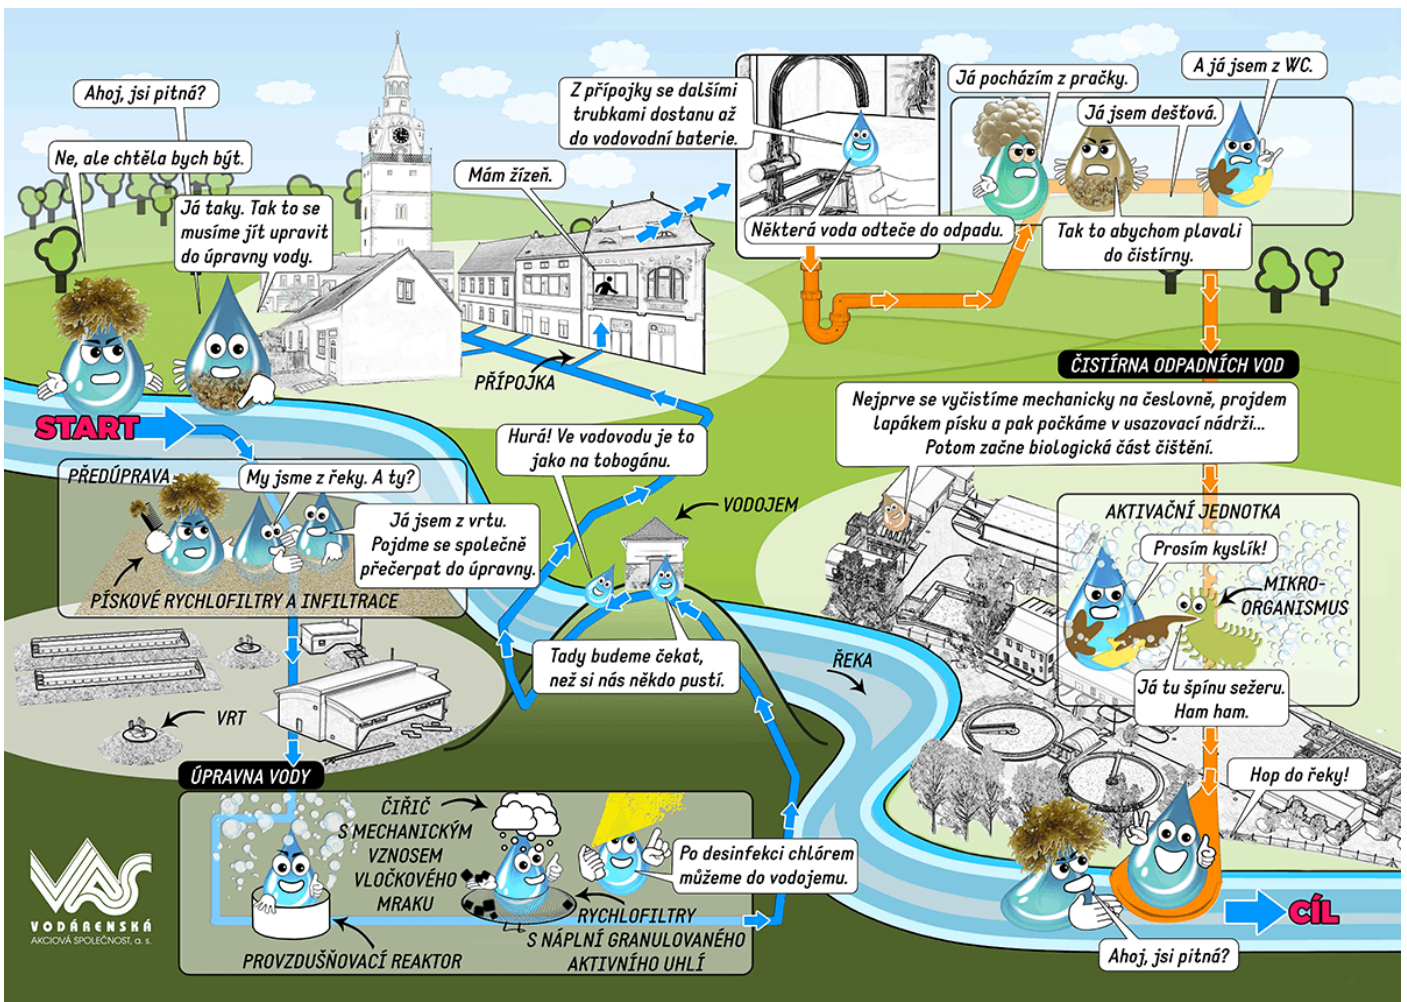 Ahoj, jsi pitná?
Ne, ale chtěla bych být.
Já taky. Tak to se
musíme jít upravit
do úpravny vody.
START
PŘEDÚPRAVA
My jsme z řeky. A ty?
Já jsem z vrtu.
Pojdme se společně
přečerpat do úpravny.
PÍSKOVÉ RYCHLOFILTRY A INFILTRACE
VRT
ÚPRAVNA VODY
PROVZDUŠŇOVACÍ REAKTOR
ČIŘIČ
S MECHANICKÝM
VZNOSEM
VLOČKOVÉHO
MRAKU
RYCHLOFILTRY
S NÁPLNÍ GRANULOVANÉHO
AKTIVNÍHO UHLÍ
Po desinfekci chlórem
můžeme do vodojemu.
VODOJEM
Tady budeme čekat,
než si nás někdo pustí.
Hurá! Ve vodovodu je to
jako na tobogánu.
PŘÍPOJKA
Mám žízeň.
Z přípojky se dalšími
trubkami dostanu až
do vodovodní baterie.
Některá voda odteče do odpadu.
Já pocházím z pračky.
Já jsem dešťová.
A já jsem z WC.
Tak to abychom plavali
do čistírny.
ČISTÍRNA ODPADNÍCH VOD
Nejprve se vyčistíme mechanicky na česlovně, projdem
lapákem písku a pak počkáme v usazovací nádrži...
Potom začne biologická část čištění.
AKTIVAČNÍ JEDNOTKA
Prosím kyslík!
MIKRO-
ORGANISMUS
Já tu špínu sežeru.
Ham ham.
ŘEKA
Hop do řeky!
Ahoj, jsi pitná?
CÍL
VAS
VODÁRENSKÁ
AKCIOVÁ SPOLEČNOST, a. s.